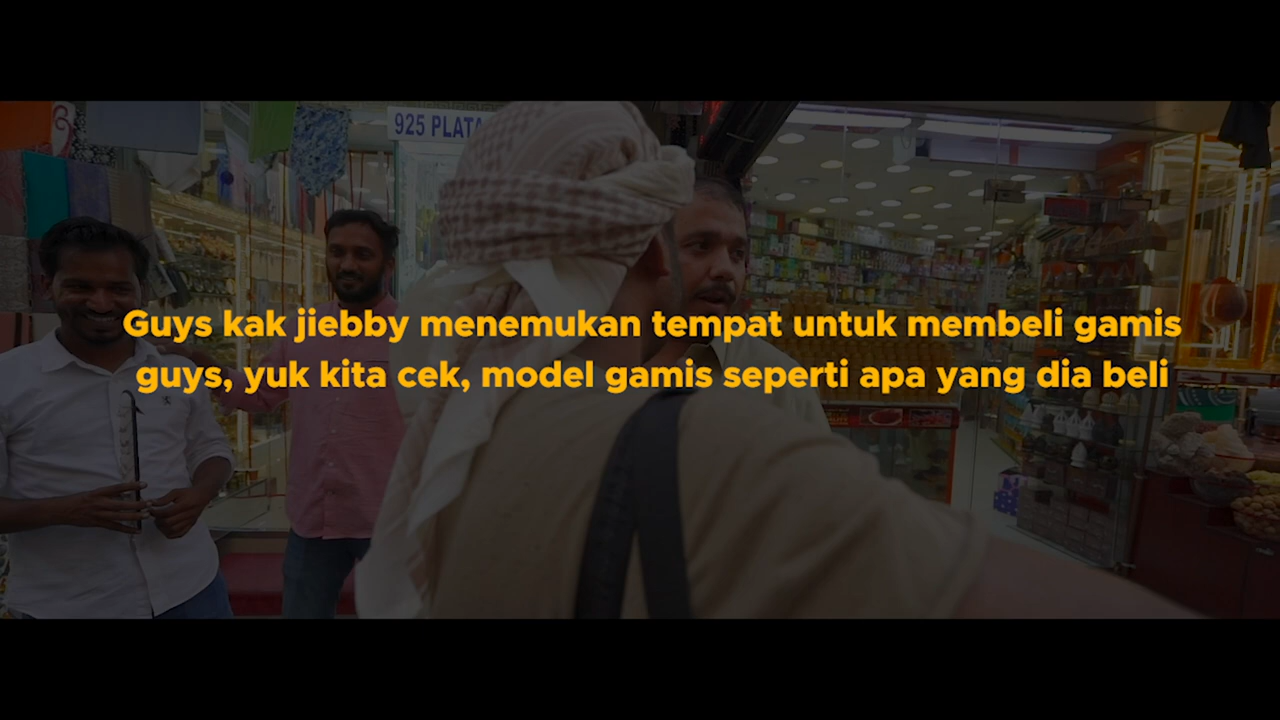 925 PLATA
Guys kak jiebby menemukan tempat untuk membeli gamis
guys, yuk kita cek, model gamis seperti apa yang dia beli